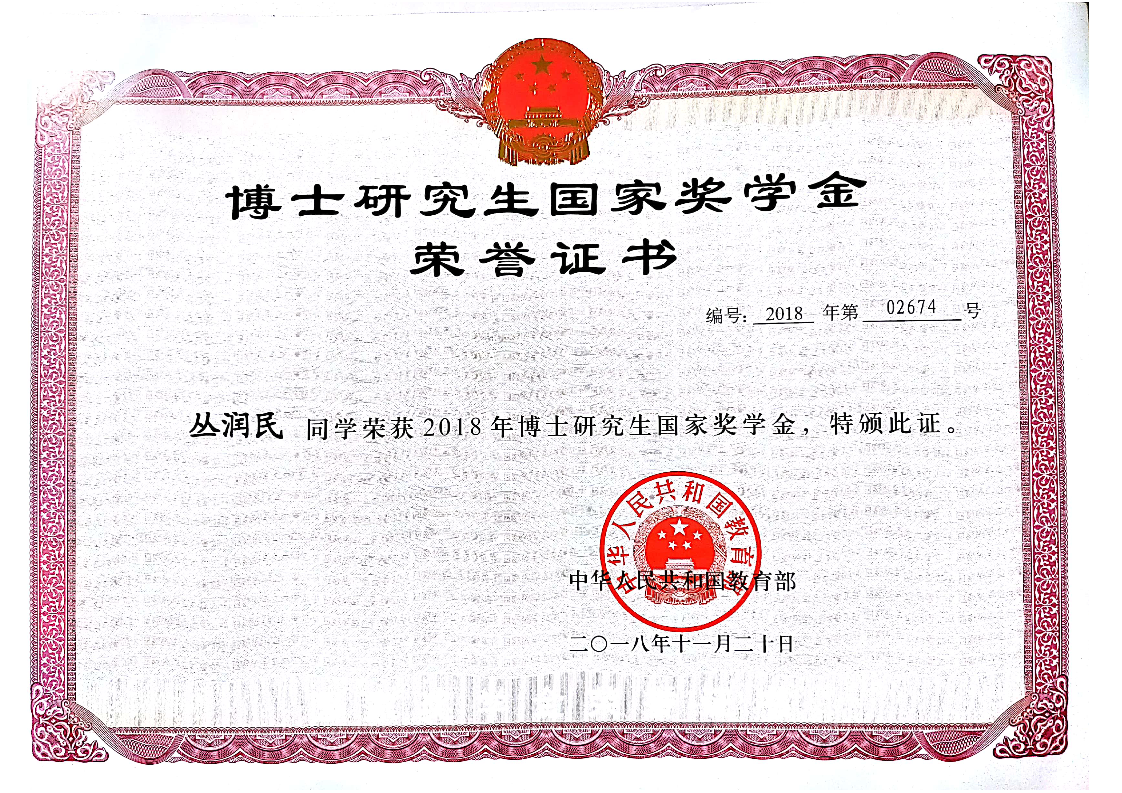 博士研究生国家奖学金
荣誉证书
编号: 2018 年第 02674 号
丛润民 同学荣获2018年博士研究生国家奖学金，特颁此证。
中华人民共和国教育部
中华人民共和国教育部
二〇一八年十一月二十日